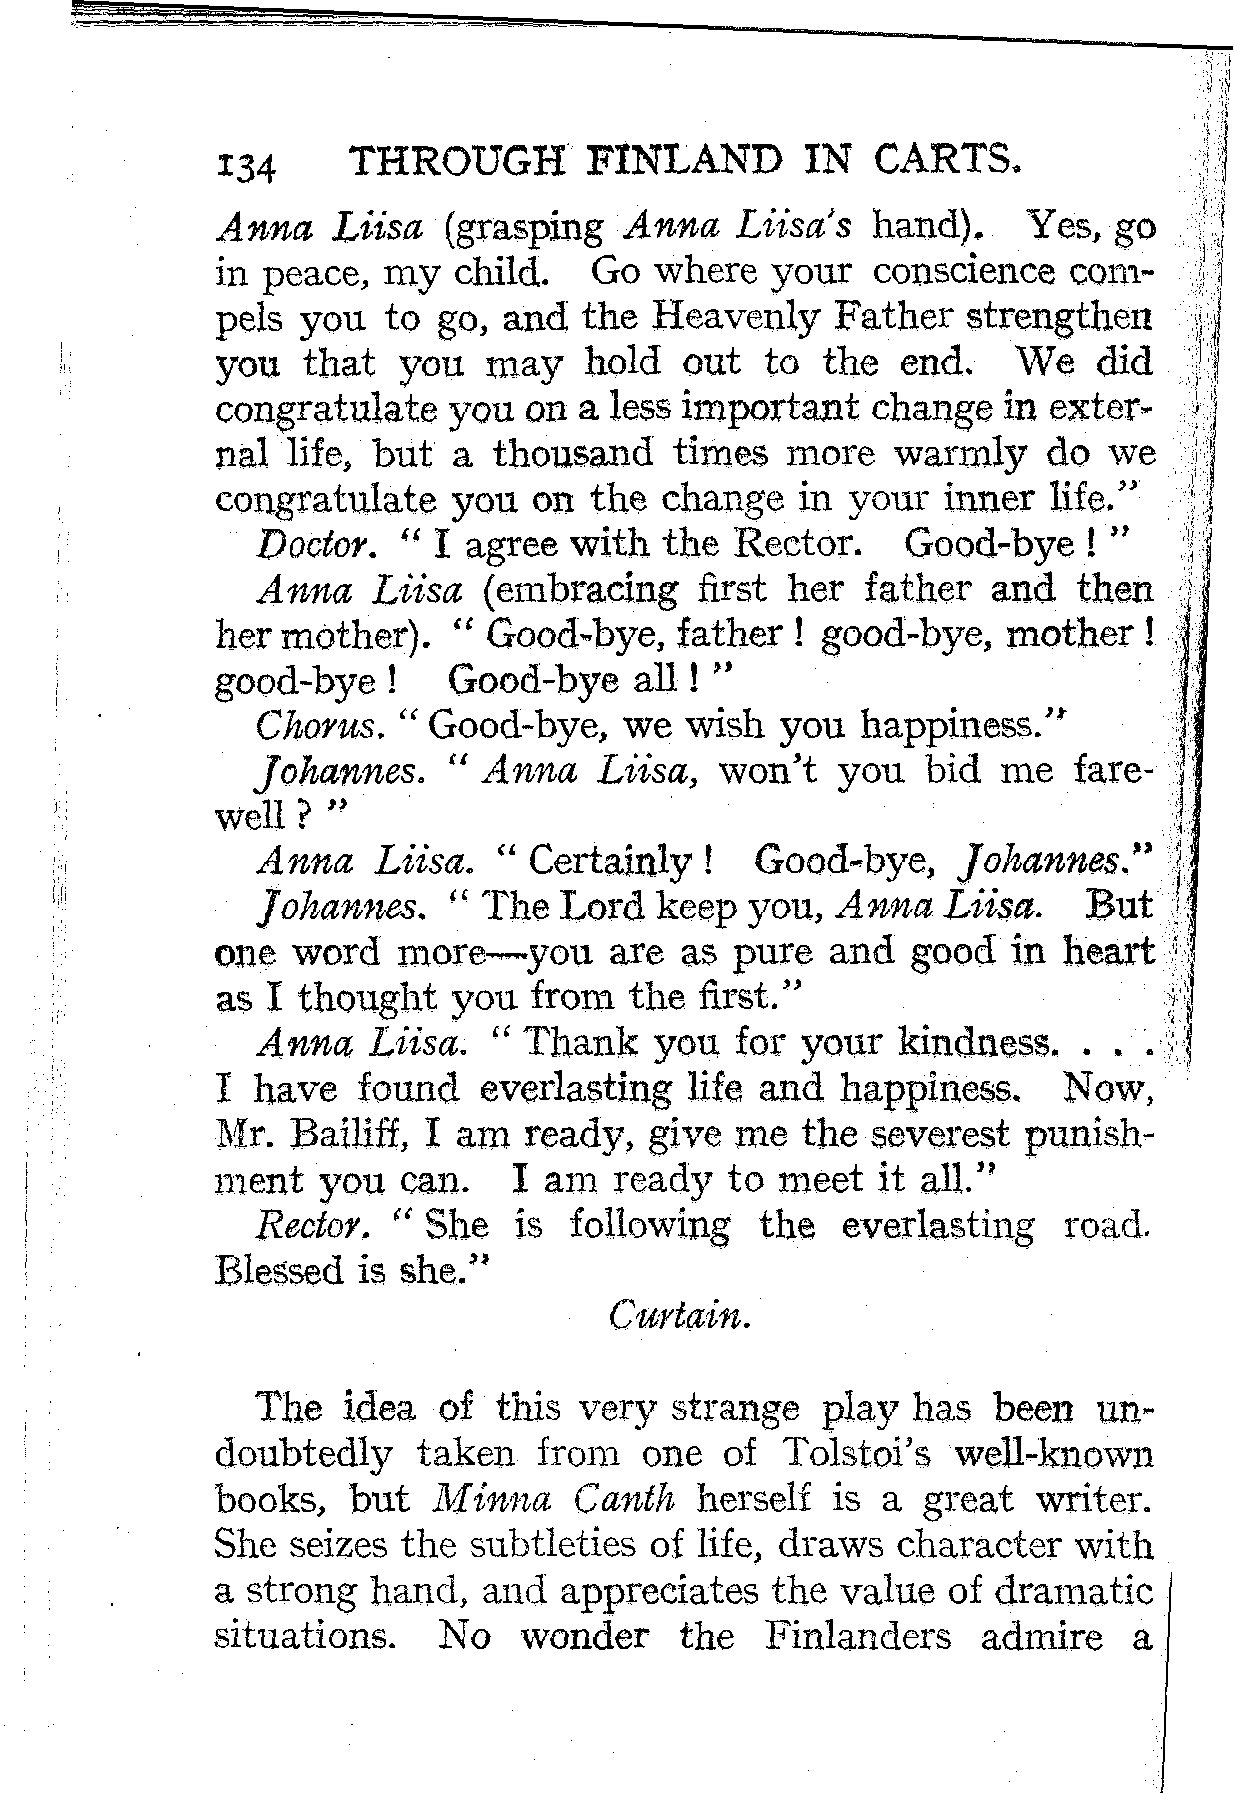 134 THROUGH FINLAND IN CARTS.
Anna Liisa (grasping Anna Liisa's hand). Yes, go
in peace, my child. Go where your conscience com-
pels you to go, and the Heavenly Father strengthen
you that you may hold out to the end. We did
congratulate you on a less important change in exter-
nal life, but a thousand times more warmly do we
congratulate you on the change in your inner life."
Doctor. " I agree with the Rector. Good-bye ! "
Anna Liisa (embracing first her father and then
her mother). " Good-bye, father ! good-bye, mother !
good-bye ! Good-bye all ! "
Chorus. " Good-bye, we wish you happiness."
Johannes. " Anna Liisa, won't you bid me fare-
well ? "
Anna Liisa. " Certainly ! Good-bye, Johannes."
Johannes. " The Lord keep you, Anna Liisa. But
one word more—you are as pure and good in heart
as I thought you from the first."
Anna Liisa. " Thank you for your kindness. . . .
I have found everlasting life and happiness. Now,
Mr. Bailiff, I am ready, give me the severest punish-
ment you can. I am ready to meet it all."
Rector. " She is following the everlasting road.
Blessed is she."
Curtain.
The idea of this very strange play has been un-
doubtedly taken from one of Tolstoi's well-known
books, but Minna Canth herself is a great writer.
She seizes the subtleties of life, draws character with
a strong hand, and appreciates the value of dramatic
situations. No wonder the Finlanders admire a